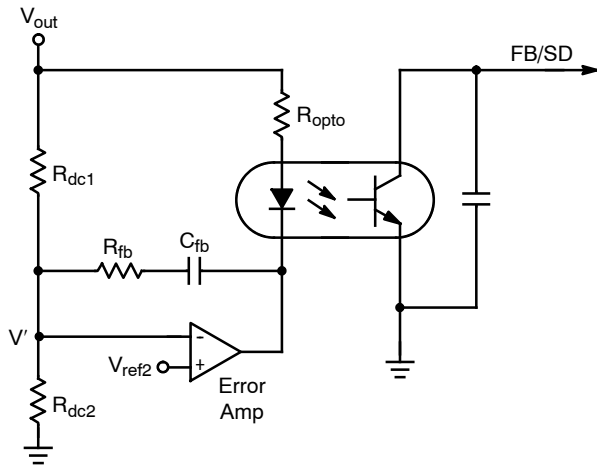 Vout
FB/SD
Ropto
Rdc1
Rfb
Cfb
V'
-
Vref2
+
Error
Amp
Rdc2